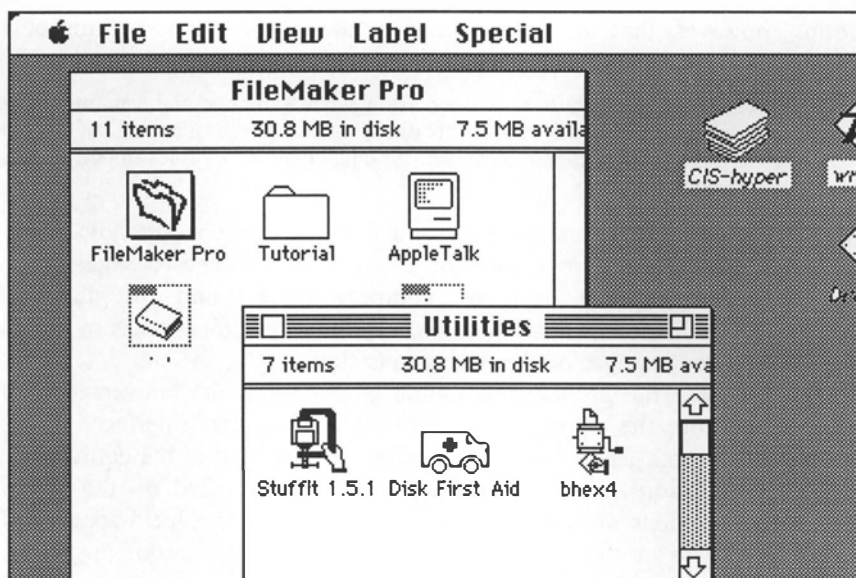 File Edit View Label Special
FileMaker Pro
11 items 30.8 MB in disk 7.5 MB availa
CIS-hyper
FileMaker Pro Tutorial AppleTalk
Utilities
7 items 30.8 MB in disk 7.5 MB ava
StuffIt 1.5.1 Disk First Aid bhex4